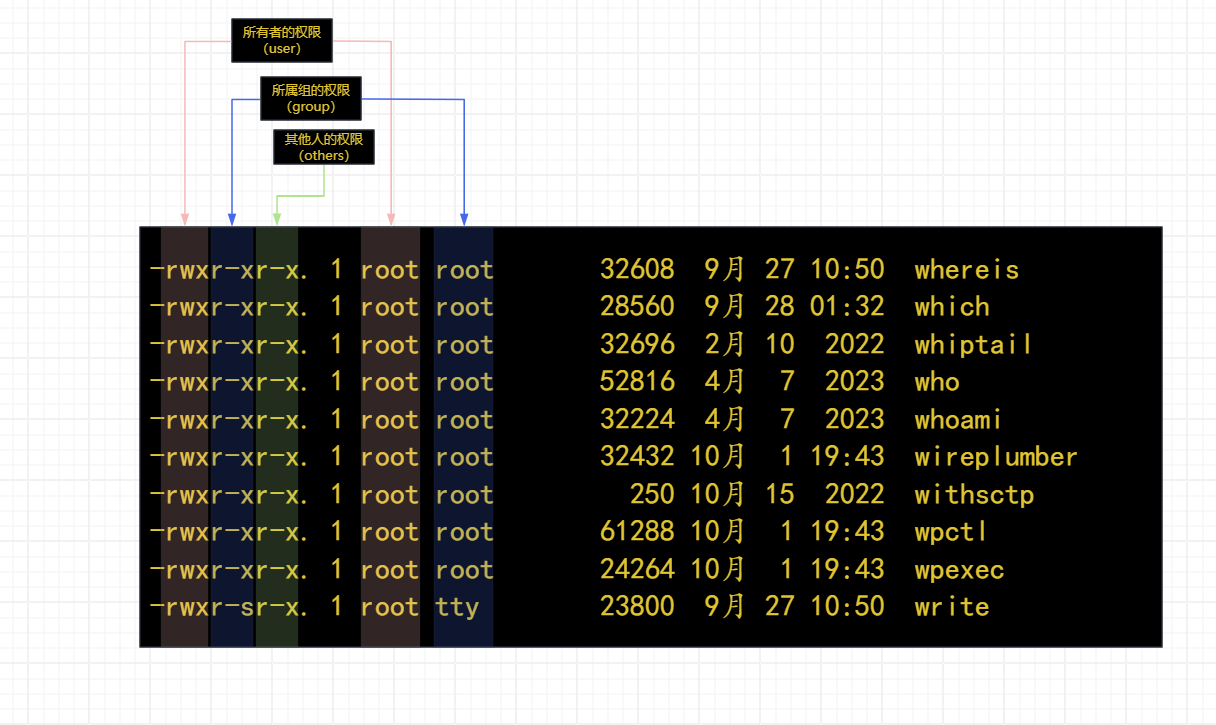 所有者的权限
（user）
所属组的权限
（group）
其他人的权限
（others）
-rwxr-xr-x. 1 root root 32608 9月 27 10:50 whereis
-rwxr-xr-x. 1 root root 28560 9月 28 01:32 which
-rwxr-xr-x. 1 root root 32696 2月 10 2022 whiptail
-rwxr-xr-x. 1 root root 52816 4月 7 2023 who
-rwxr-xr-x. 1 root root 32224 4月 7 2023 whoami
-rwxr-xr-x. 1 root root 32432 10月 1 19:43 wireplumber
-rwxr-xr-x. 1 root root 250 10月 15 2022 withsctp
-rwxr-xr-x. 1 root root 61288 10月 1 19:43 wpctl
-rwxr-xr-x. 1 root root 24264 10月 1 19:43 wpexec
-rwxr-sr-x. 1 root tty 23800 9月 27 10:50 write